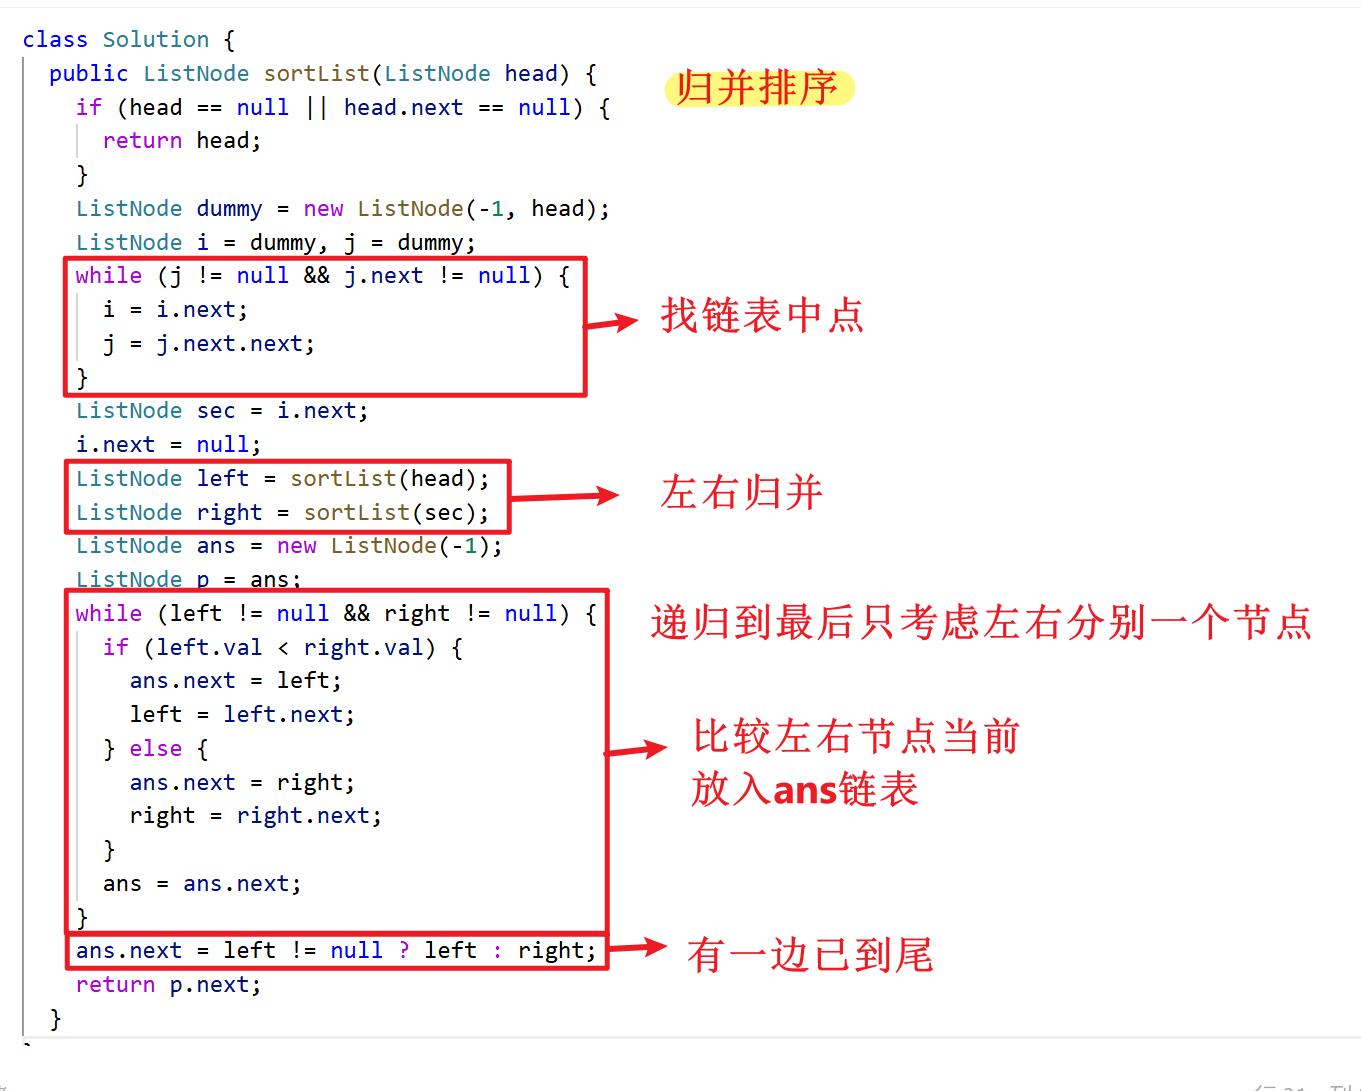 class Solution {
public ListNode sortList(ListNode head) {
归并排序
if (head == null || head.next == null) {
return head;
}
ListNode dummy = new ListNode(-1, head);
ListNode i = dummy, j = dummy;
while (j != null && j.next != null) {
i = i.next;
找链表中点
j = j.next.next;
}
ListNode sec = i.next;
i.next = null;
ListNode left = sortList(head);
左右归并
ListNode right = sortList(sec);
ListNode ans = new ListNode(-1);
ListNode p = ans;
while (left != null && right != null) {
递归到最后只考虑左右分别一个节点
if (left.val < right.val) {
ans.next = left;
left = left.next;
比较左右节点当前
} else {
ans.next = right;
放入ans链表
right = right.next;
}
ans = ans.next;
}
ans.next = left != null ? left : right;
有一边已到尾
return p.next;
}